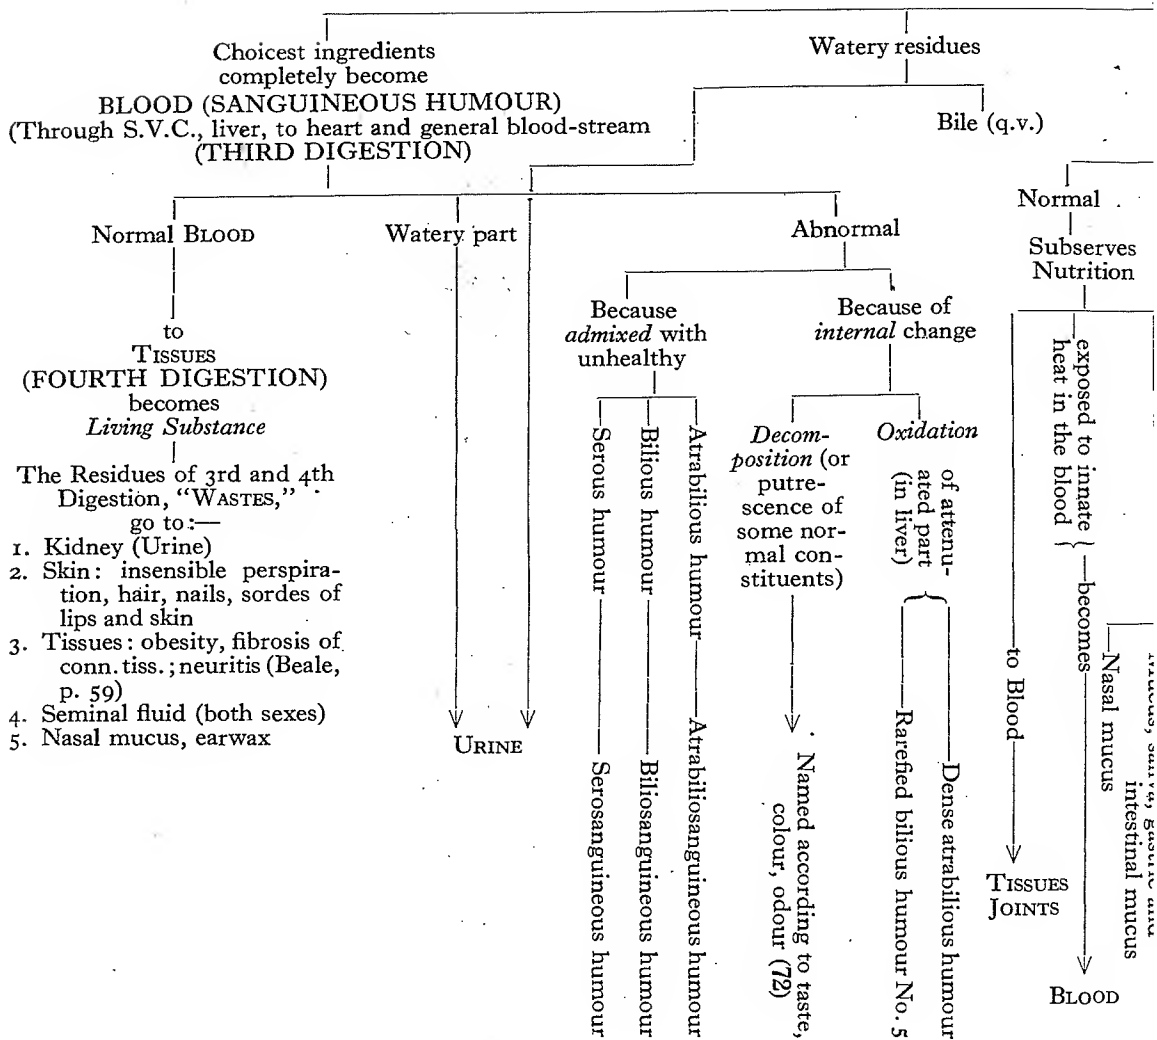 Choicest ingredients
completely become
BLOOD (SANGUINEOUS HUMOUR)
(Through S.V.C., liver, to heart and general blood-stream
(THIRD DIGESTION)
Watery residues
Bile (q.v.)
Normal BLOOD
Watery part
Abnormal
Normal
Subserves
Nutrition
to
TISSUES
(FOURTH DIGESTION)
becomes
Living Substance
The Residues of 3rd and 4th
Digestion, “WASTES,”
go to:—
1. Kidney (Urine)
2. Skin: insensible perspira-
tion, hair, nails, sordes of
lips and skin
3. Tissues: obesity, fibrosis of
conn. tiss.; neuritis (Beale,
p. 59)
4. Seminal fluid (both sexes)
5. Nasal mucus, earwax
URINE
Because
admixed with
unhealthy
Because of
internal change
Serous humour
Serosanguineous humour
Bilious humour
Biliosanguineous humour
Atrabilious humour
Atrabiliosanguineous humour
Decom-
position (or
putre-
scence of
some nor-
mal con-
stituents)
Named according to taste,
colour, odour (72)
Oxidation
of attenu-
ated part
(in liver)
Rarefied bilious humour No. 5
Dense atrabilious humour
to Blood
TISSUES
JOINTS
exposed to innate
heat in the blood
becomes
BLOOD
Nasal mucus
Mucus, saliva, gastric and
intestinal mucus